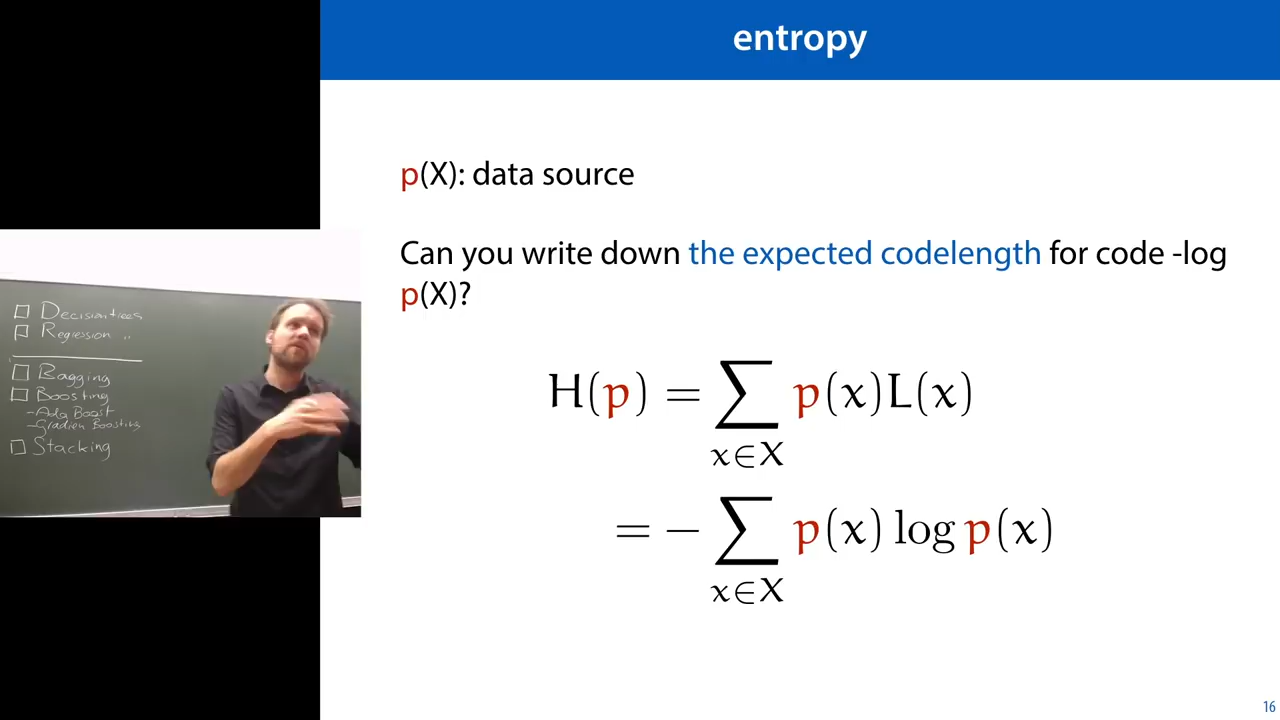 entropy
p(X): data source
Can you write down the expected codelength for code -log
p(X)?
H(p) = ∑ p(x)L(x)
x∈X
= − ∑ p(x) log p(x)
x∈X
16
Decisiontrees
Regression "
Bagging
Boosting
-Ada Boost
-Gradien Boosting
Stacking